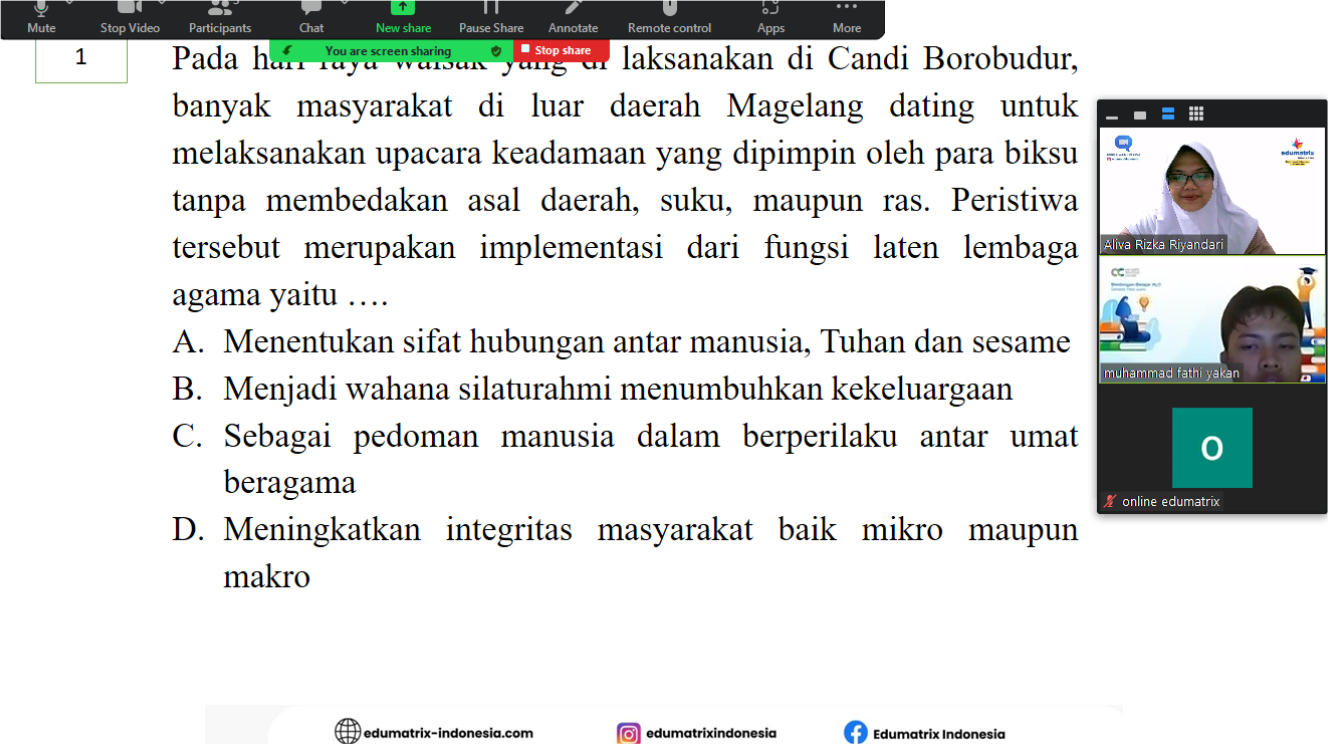 Mute
Stop Video
Participants
Chat
New share
Pause Share
Annotate
Remote control
Apps
More
You are screen sharing
Stop share
1
Pada hari raya waisak yang di laksanakan di Candi Borobudur,
banyak masyarakat di luar daerah Magelang dating untuk
melaksanakan upacara keadamaan yang dipimpin oleh para biksu
tanpa membedakan asal daerah, suku, maupun ras. Peristiwa
tersebut merupakan implementasi dari fungsi laten lembaga
agama yaitu ….
A. Menentukan sifat hubungan antar manusia, Tuhan dan sesame
B. Menjadi wahana silaturahmi menumbuhkan kekeluargaan
C. Sebagai pedoman manusia dalam berperilaku antar umat
beragama
D. Meningkatkan integritas masyarakat baik mikro maupun
makro
edumatrix
Aliva Rizka Riyandari
muhammad fathi yakan
O
online edumatrix
edumatrix-indonesia.com
edumatrixindonesia
Edumatrix Indonesia